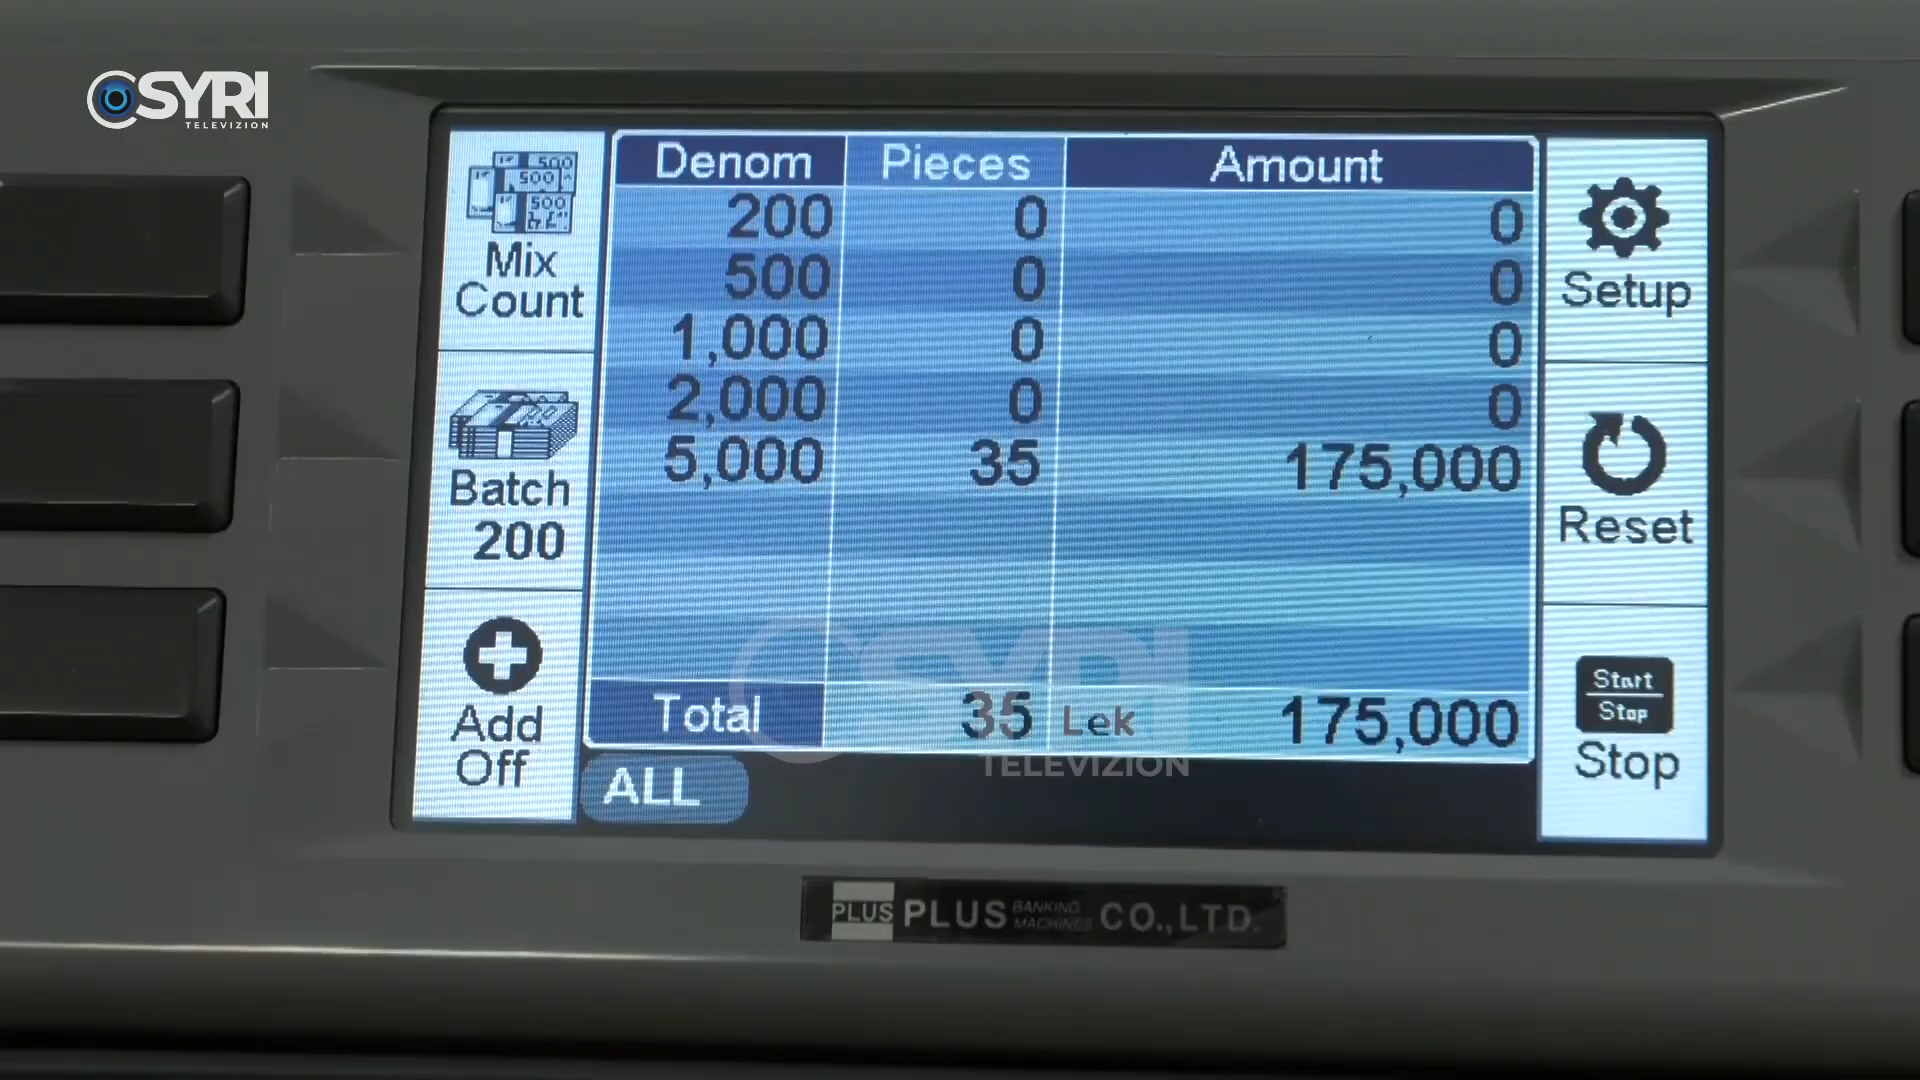 SYRI
TELEVIZION
Denom Pieces Amount
200 0 0
500 0 0
1,000 0 0
2,000 0 0
5,000 35 175,000
Total 35 Lek 175,000
ALL
Mix
Count
Batch
200
Add
Off
Setup
Reset
Start
Stop
Stop
SYRI
TELEVIZION
PLUS PLUS BANKING MACHINES CO., LTD.